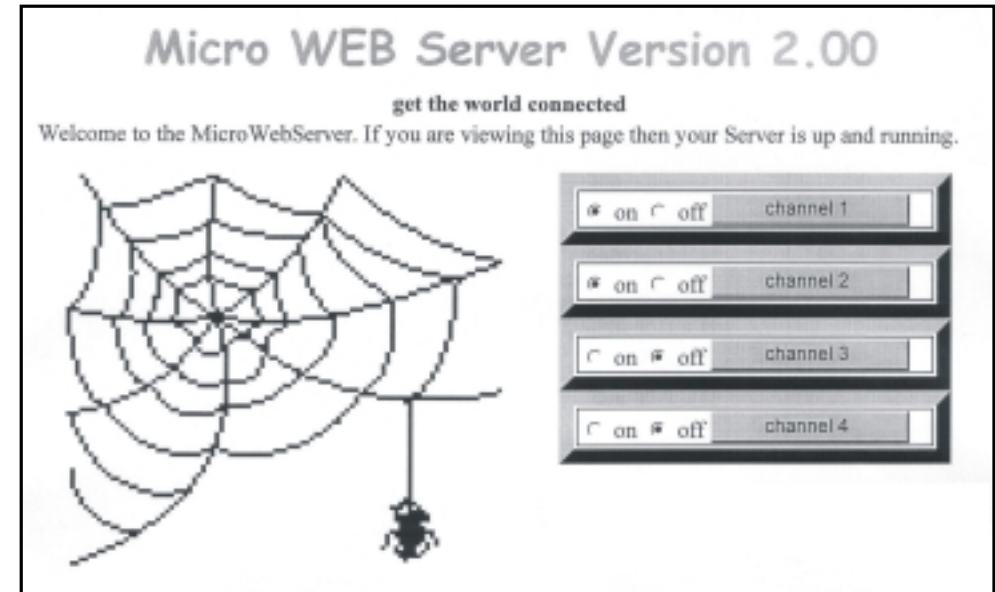 Micro WEB Server Version 2.00
get the world connected
Welcome to the MicroWebServer. If you are viewing this page then your Server is up and running.
on off channel 1
on off channel 2
on off channel 3
on off channel 4